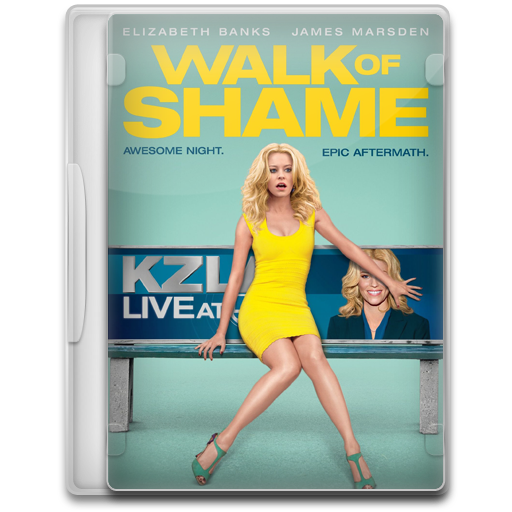 ELIZABETH BANKS JAMES MARSDEN
WALK OF
SHAME
AWESOME NIGHT. EPIC AFTERMATH.
KZL
LIVE AT